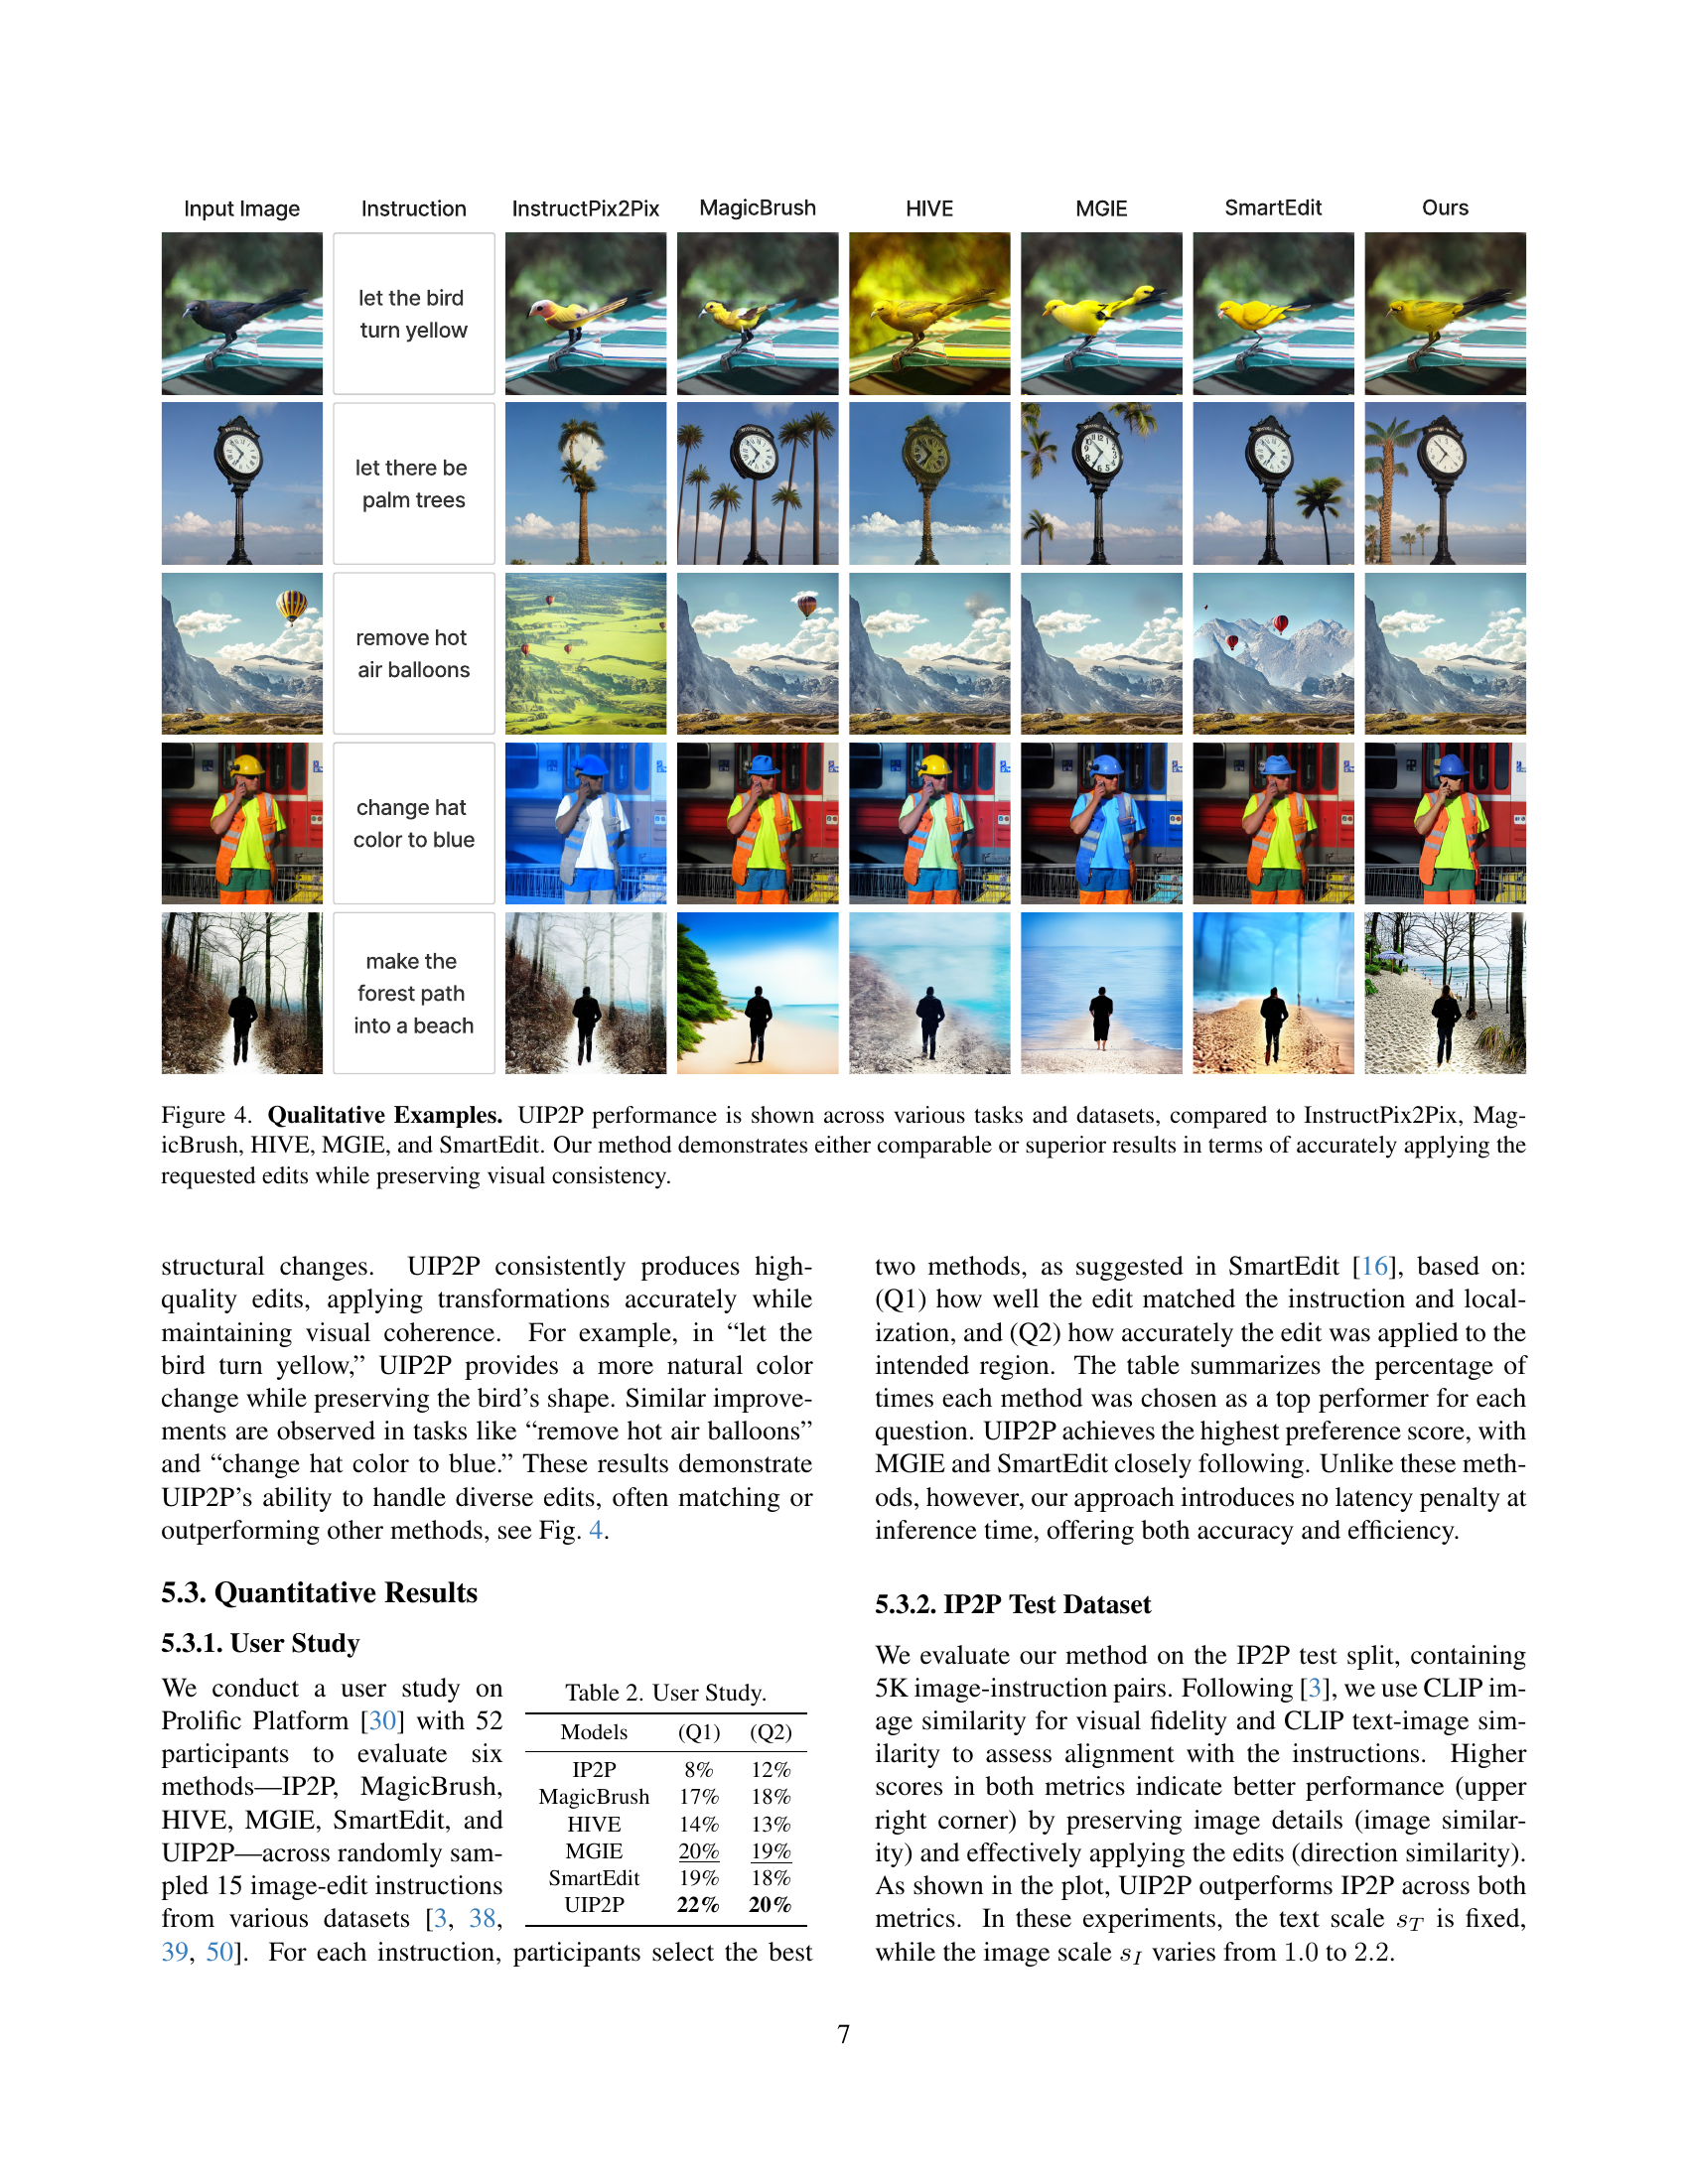 Input Image Instruction InstructPix2Pix MagicBrush HIVE MGIE SmartEdit Ours
let the bird
turn yellow
let there be
palm trees
remove hot
air balloons
change hat
color to blue
make the
forest path
into a beach
Figure 4. Qualitative Examples. UIP2P performance is shown across various tasks and datasets, compared to InstructPix2Pix, Mag-
icBrush, HIVE, MGIE, and SmartEdit. Our method demonstrates either comparable or superior results in terms of accurately applying the
requested edits while preserving visual consistency.
structural changes. UIP2P consistently produces high-
quality edits, applying transformations accurately while
maintaining visual coherence. For example, in “let the
bird turn yellow,” UIP2P provides a more natural color
change while preserving the bird’s shape. Similar improve-
ments are observed in tasks like “remove hot air balloons”
and “change hat color to blue.” These results demonstrate
UIP2P’s ability to handle diverse edits, often matching or
outperforming other methods, see Fig. 4.
5.3. Quantitative Results
5.3.1. User Study
We conduct a user study on
Prolific Platform [30] with 52
participants to evaluate six
methods—IP2P, MagicBrush,
HIVE, MGIE, SmartEdit, and
UIP2P—across randomly sam-
pled 15 image-edit instructions
from various datasets [3, 38,
39, 50]. For each instruction, participants select the best
Table 2. User Study.
Models (Q1) (Q2)
IP2P 8% 12%
MagicBrush 17% 18%
HIVE 14% 13%
MGIE 20% 19%
SmartEdit 19% 18%
UIP2P 22% 20%
two methods, as suggested in SmartEdit [16], based on:
(Q1) how well the edit matched the instruction and local-
ization, and (Q2) how accurately the edit was applied to the
intended region. The table summarizes the percentage of
times each method was chosen as a top performer for each
question. UIP2P achieves the highest preference score, with
MGIE and SmartEdit closely following. Unlike these meth-
ods, however, our approach introduces no latency penalty at
inference time, offering both accuracy and efficiency.
5.3.2. IP2P Test Dataset
We evaluate our method on the IP2P test split, containing
5K image-instruction pairs. Following [3], we use CLIP im-
age similarity for visual fidelity and CLIP text-image sim-
ilarity to assess alignment with the instructions. Higher
scores in both metrics indicate better performance (upper
right corner) by preserving image details (image similar-
ity) and effectively applying the edits (direction similarity).
As shown in the plot, UIP2P outperforms IP2P across both
metrics. In these experiments, the text scale s_T is fixed,
while the image scale s_I varies from 1.0 to 2.2.
7